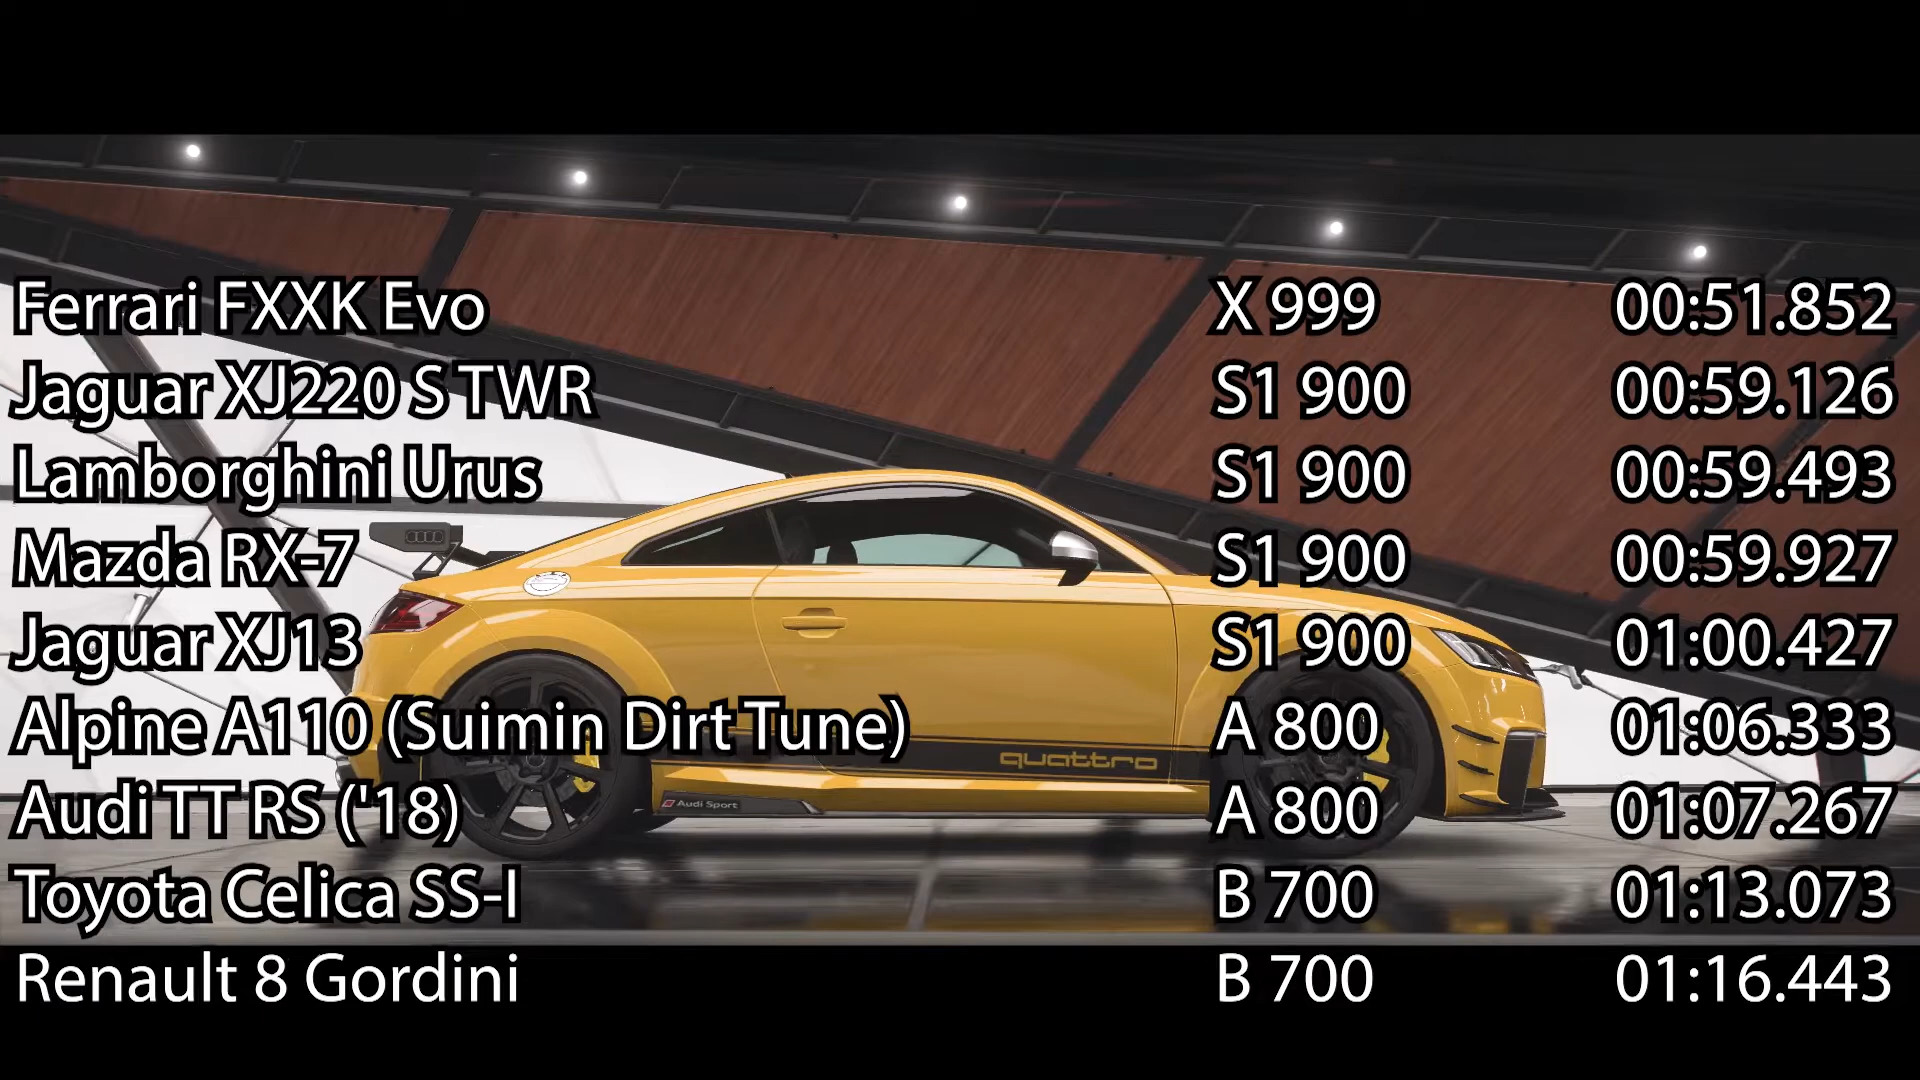 Ferrari FXXK Evo X 999 00:51.852
Jaguar XJ220 S TWR S1 900 00:59.126
Lamborghini Urus S1 900 00:59.493
Mazda RX-7 S1 900 00:59.927
Jaguar XJ13 S1 900 01:00.427
Alpine A110 (Suimin Dirt Tune) A 800 01:06.333
quattro
Audi Sport
Audi TT RS ('18) A 800 01:07.267
Toyota Celica SS-I B 700 01:13.073
Renault 8 Gordini B 700 01:16.443